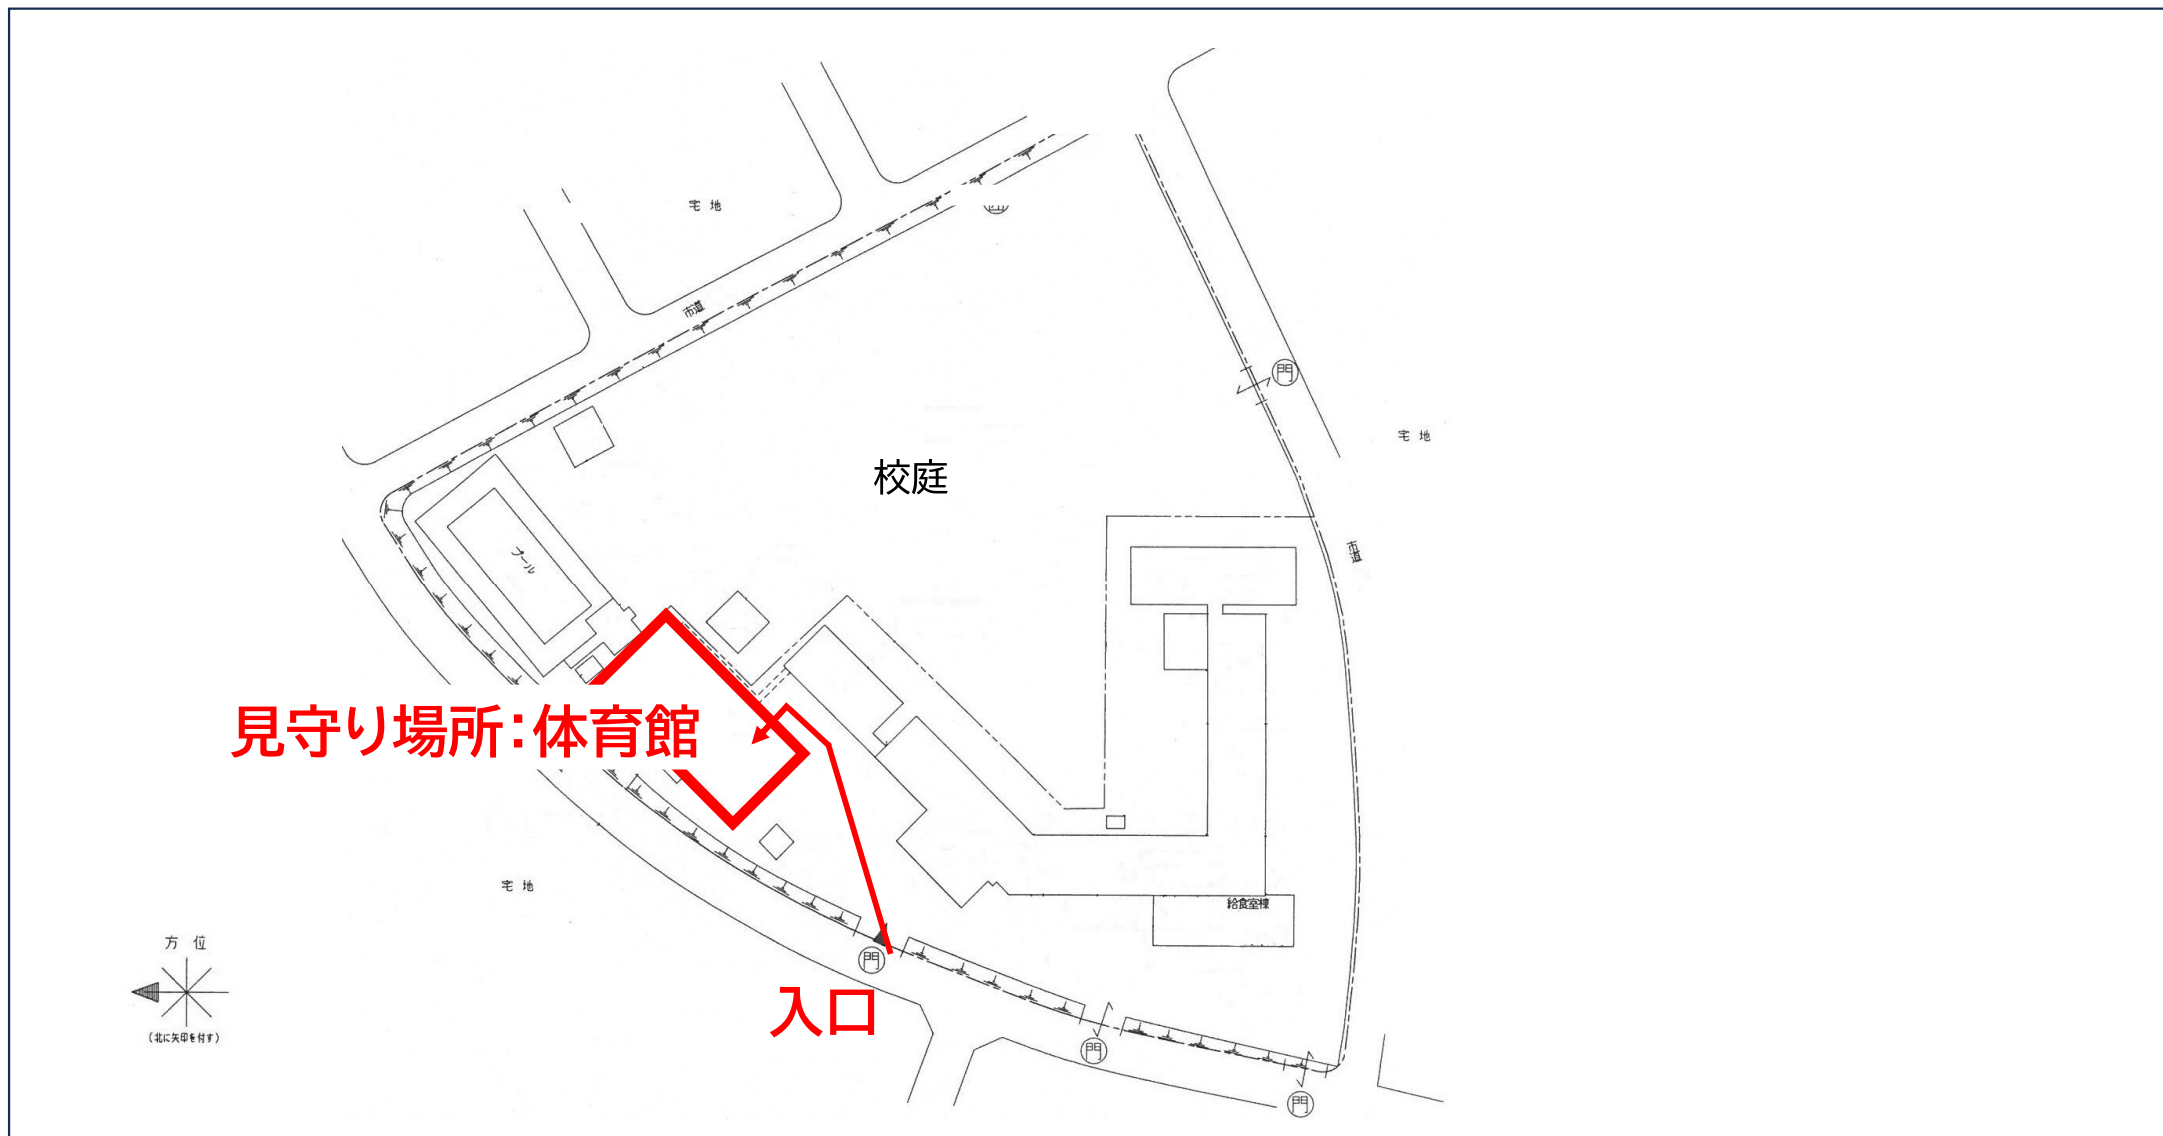 宅地
市道
門
宅地
校庭
市道
プール
見守り場所：体育館
宅地
給食室棟
方位
門
入口
(北に矢印を付す)
門
門